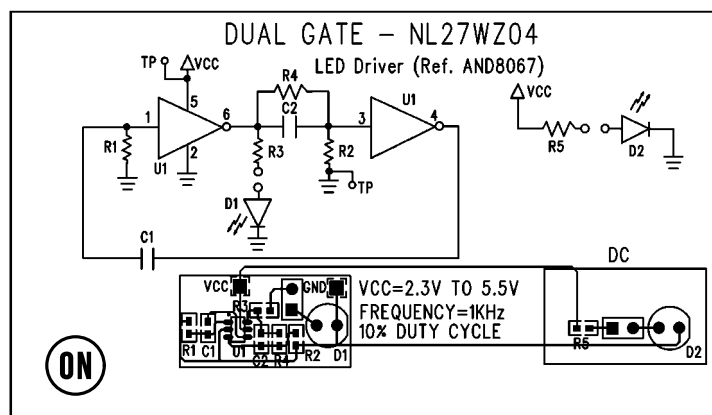 DUAL GATE - NL27WZ04
LED Driver (Ref. AND8067)
TP VCC
5
1 6
R1
U1
2
R4
C2
R3
D1
R2
TP
3 U1 4
VCC
R5
D2
C1
DC
VCC GND
R3
R1 C1 U1 C2 R4 R2 D1
VCC=2.3V TO 5.5V
FREQUENCY=1KHz
10% DUTY CYCLE
R5
D2
ON